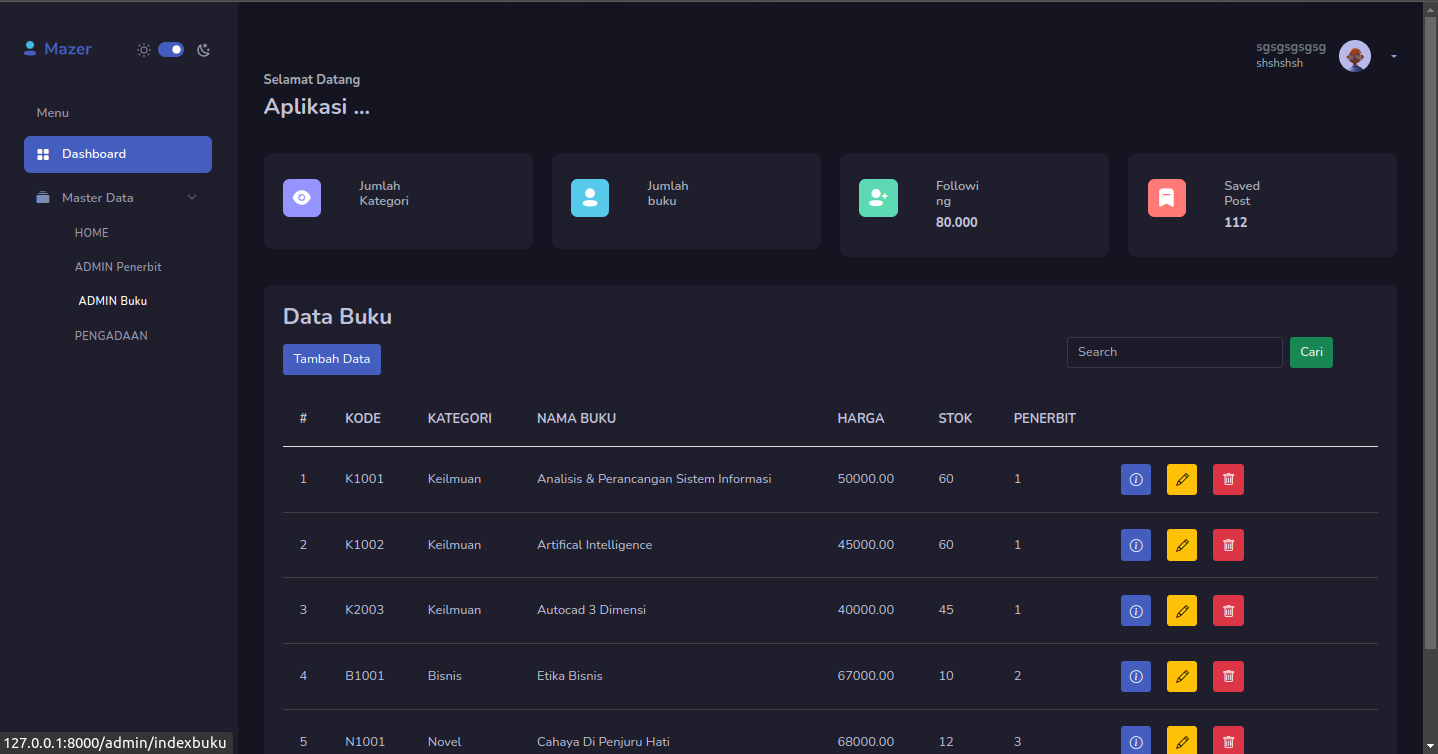 Mazer
sgsgsgsgsg
shshshsh
Selamat Datang
Aplikasi ...
Menu
Dashboard
Master Data
HOME
ADMIN Penerbit
ADMIN Buku
PENGADAAN
Jumlah
Kategori
Jumlah
buku
Followi
ng
80.000
Saved
Post
112
Data Buku
Tambah Data
Search
Cari
# KODE KATEGORI NAMA BUKU HARGA STOK PENERBIT
1 K1001 Keilmuan Analisis & Perancangan Sistem Informasi 50000.00 60 1
2 K1002 Keilmuan Artifical Intelligence 45000.00 60 1
3 K2003 Keilmuan Autocad 3 Dimensi 40000.00 45 1
4 B1001 Bisnis Etika Bisnis 67000.00 10 2
5 N1001 Novel Cahaya Di Penjuru Hati 68000.00 12 3
127.0.0.1:8000/admin/indexbuku